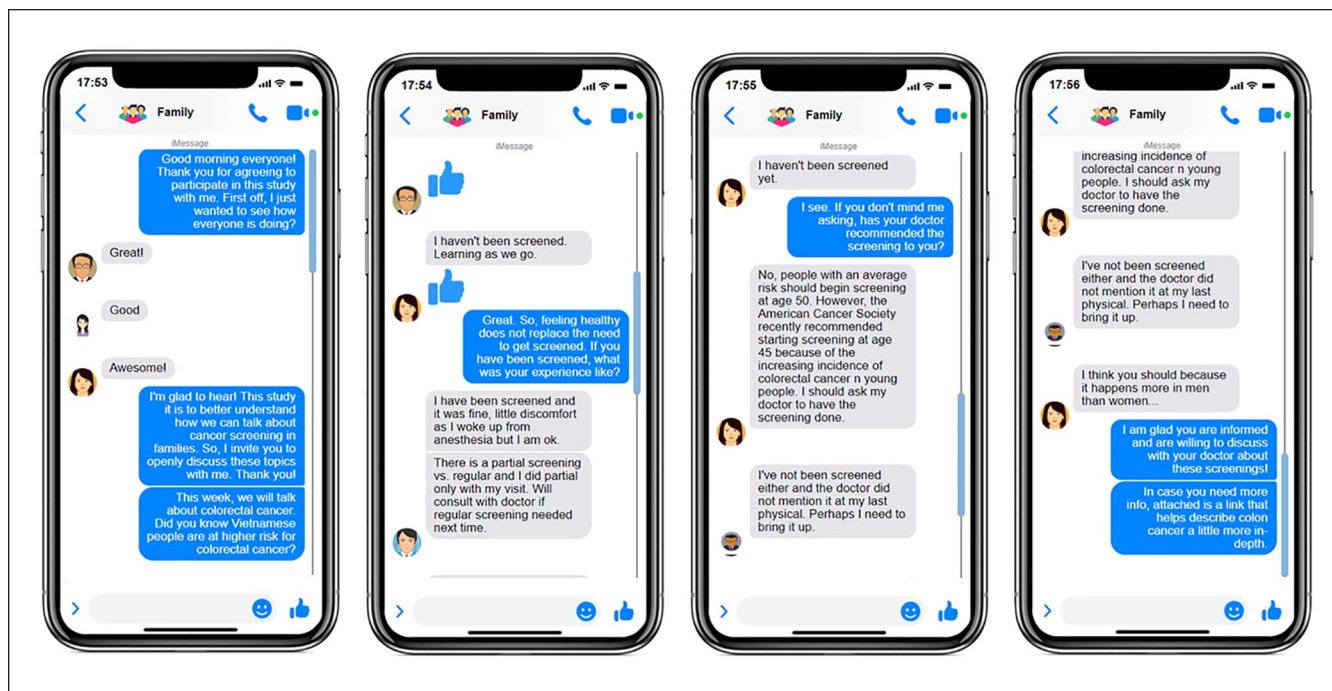 17:53
Family
iMessage
Good morning everyone!
Thank you for agreeing to
participate in this study
with me. First off, I just
wanted to see how
everyone is doing?
Great!
Good
Awesome!
I'm glad to hear! This study
it is to better understand
how we can talk about
cancer screening in
families. So, I invite you to
openly discuss these topics
with me. Thank you!
This week, we will talk
about colorectal cancer.
Did you know Vietnamese
people are at higher risk for
colorectal cancer?
17:54
Family
iMessage
I haven't been screened.
Learning as we go.
Great. So, feeling healthy
does not replace the need
to get screened. If you
have been screened, what
was your experience like?
I have been screened and
it was fine, little discomfort
as I woke up from
anesthesia but I am ok.
There is a partial screening
vs. regular and I did partial
only with my visit. Will
consult with doctor if
regular screening needed
next time.
17:55
Family
iMessage
I haven't been screened
yet.
I see. If you don't mind me
asking, has your doctor
recommended the
screening to you?
No, people with an average
risk should begin screening
at age 50. However, the
American Cancer Society
recently recommended
starting screening at age
45 because of the
increasing incidence of
colorectal cancer n young
people. I should ask my
doctor to have the
screening done.
I've not been screened
either and the doctor did
not mention it at my last
physical. Perhaps I need to
bring it up.
17:56
Family
iMessage
increasing incidence of
colorectal cancer n young
people. I should ask my
doctor to have the
screening done.
I've not been screened
either and the doctor did
not mention it at my last
physical. Perhaps I need to
bring it up.
I think you should because
it happens more in men
than women...
I am glad you are informed
and are willing to discuss
with your doctor about
these screenings!
In case you need more
info, attached is a link that
helps describe colon
cancer a little more in-
depth.